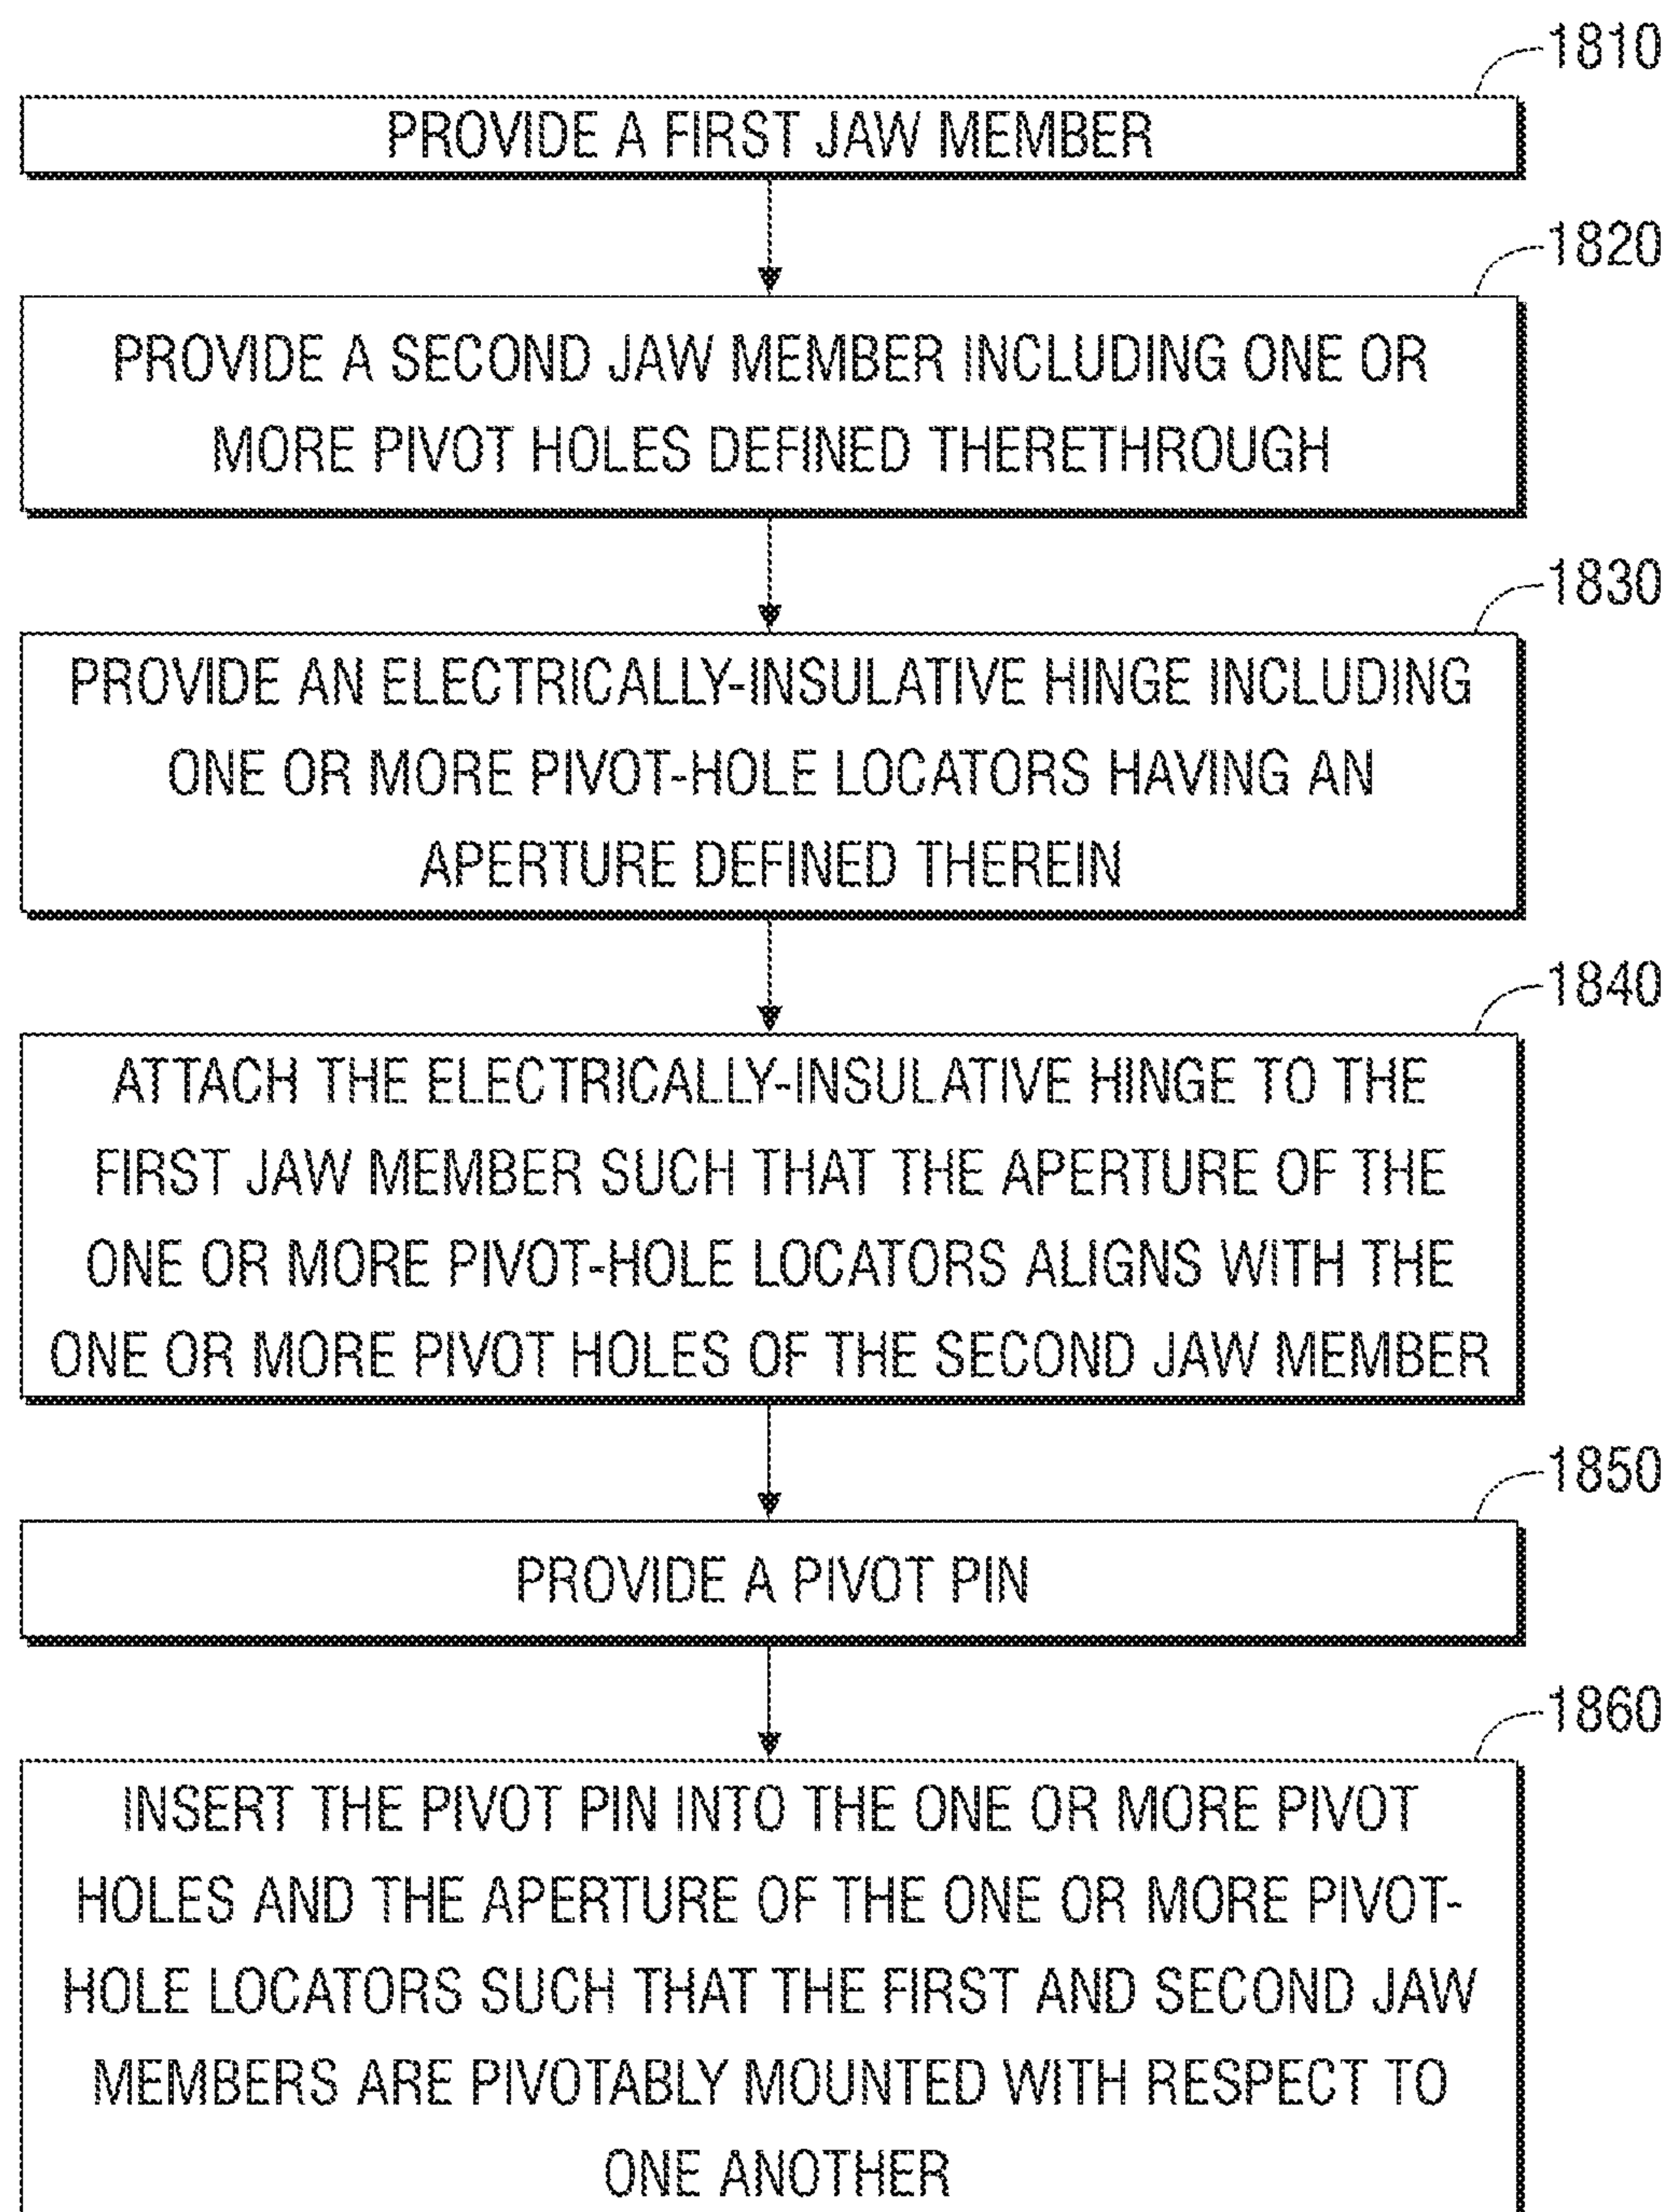 1810
PROVIDE A FIRST JAW MEMBER
1820
PROVIDE A SECOND JAW MEMBER INCLUDING ONE OR
MORE PIVOT HOLES DEFINED THERETHROUGH
1830
PROVIDE AN ELECTRICALLY-INSULATIVE HINGE INCLUDING
ONE OR MORE PIVOT-HOLE LOCATORS HAVING AN
APERTURE DEFINED THEREIN
1840
ATTACH THE ELECTRICALLY-INSULATIVE HINGE TO THE
FIRST JAW MEMBER SUCH THAT THE APERTURE OF THE
ONE OR MORE PIVOT-HOLE LOCATORS ALIGNS WITH THE
ONE OR MORE PIVOT HOLES OF THE SECOND JAW MEMBER
1850
PROVIDE A PIVOT PIN
1860
INSERT THE PIVOT PIN INTO THE ONE OR MORE PIVOT
HOLES AND THE APERTURE OF THE ONE OR MORE PIVOT-
HOLE LOCATORS SUCH THAT THE FIRST AND SECOND JAW
MEMBERS ARE PIVOTABLY MOUNTED WITH RESPECT TO
ONE ANOTHER